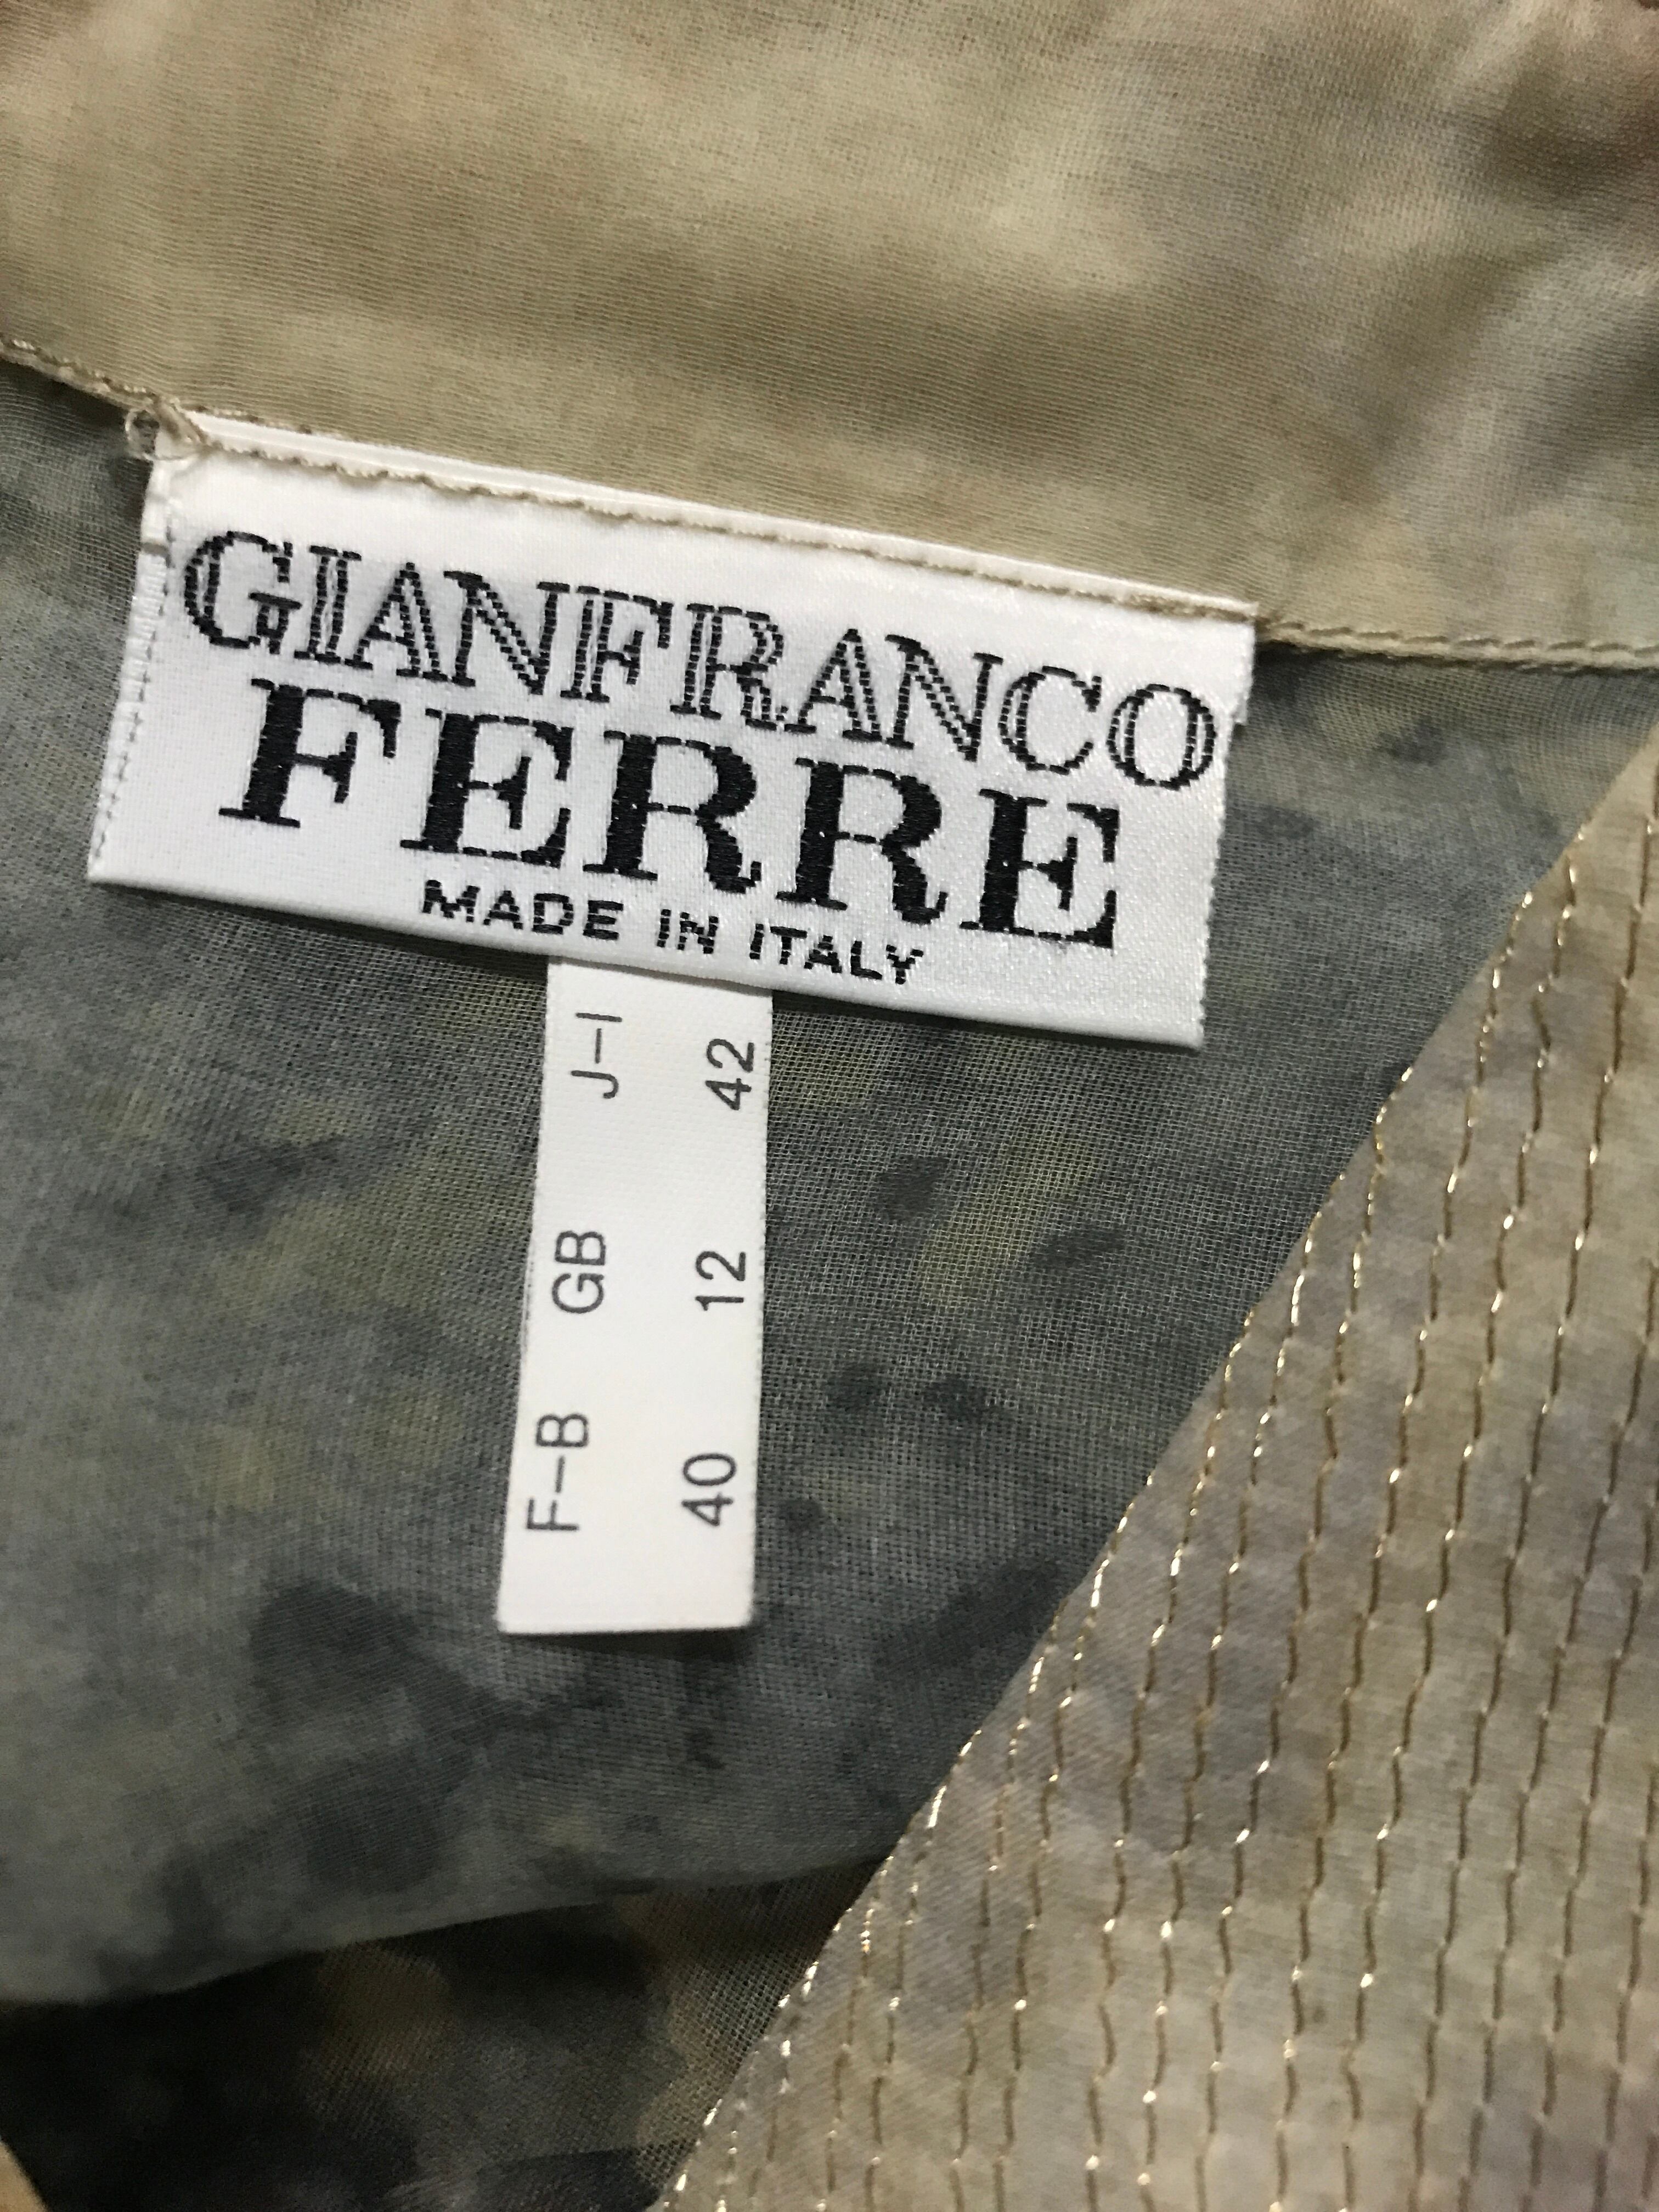 GIANFRANCO
FERRE
MADE IN ITALY
F-B GB J-I
40 12 42